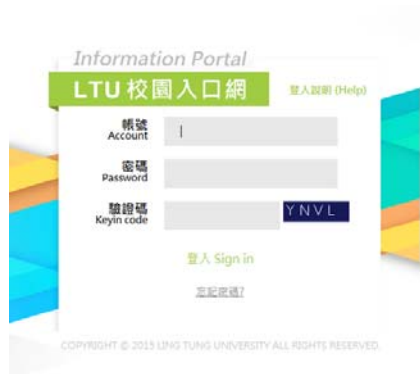 Information Portal
LTU 校園入口網
登入說明 (Help)
帳號
Account
密碼
Password
驗證碼
Keyin code
YNVL
登入 Sign in
忘記密碼?
COPYRIGHT © 2015 LING TUNG UNIVERSITY ALL RIGHTS RESERVED.